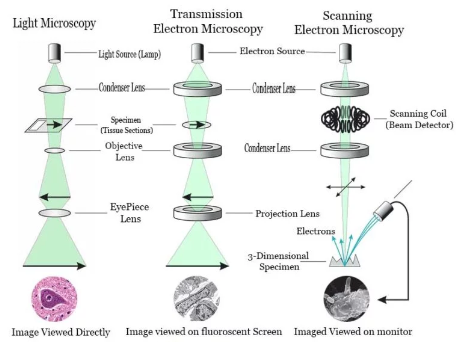 Light Microscopy
Transmission
Electron Microscopy
Scanning
Electron Microscopy
Light Source (Lamp)
Electron Source
Condenser Lens
Condenser Lens
Specimen
(Tissue Sections)
Scanning Coil
(Beam Detector)
Objective
Lens
Condenser Lens
EyePiece
Lens
Projection Lens
Electrons
3-Dimensional
Specimen
Image Viewed Directly
Image viewed on fluoroscent Screen
Imaged Viewed on monitor